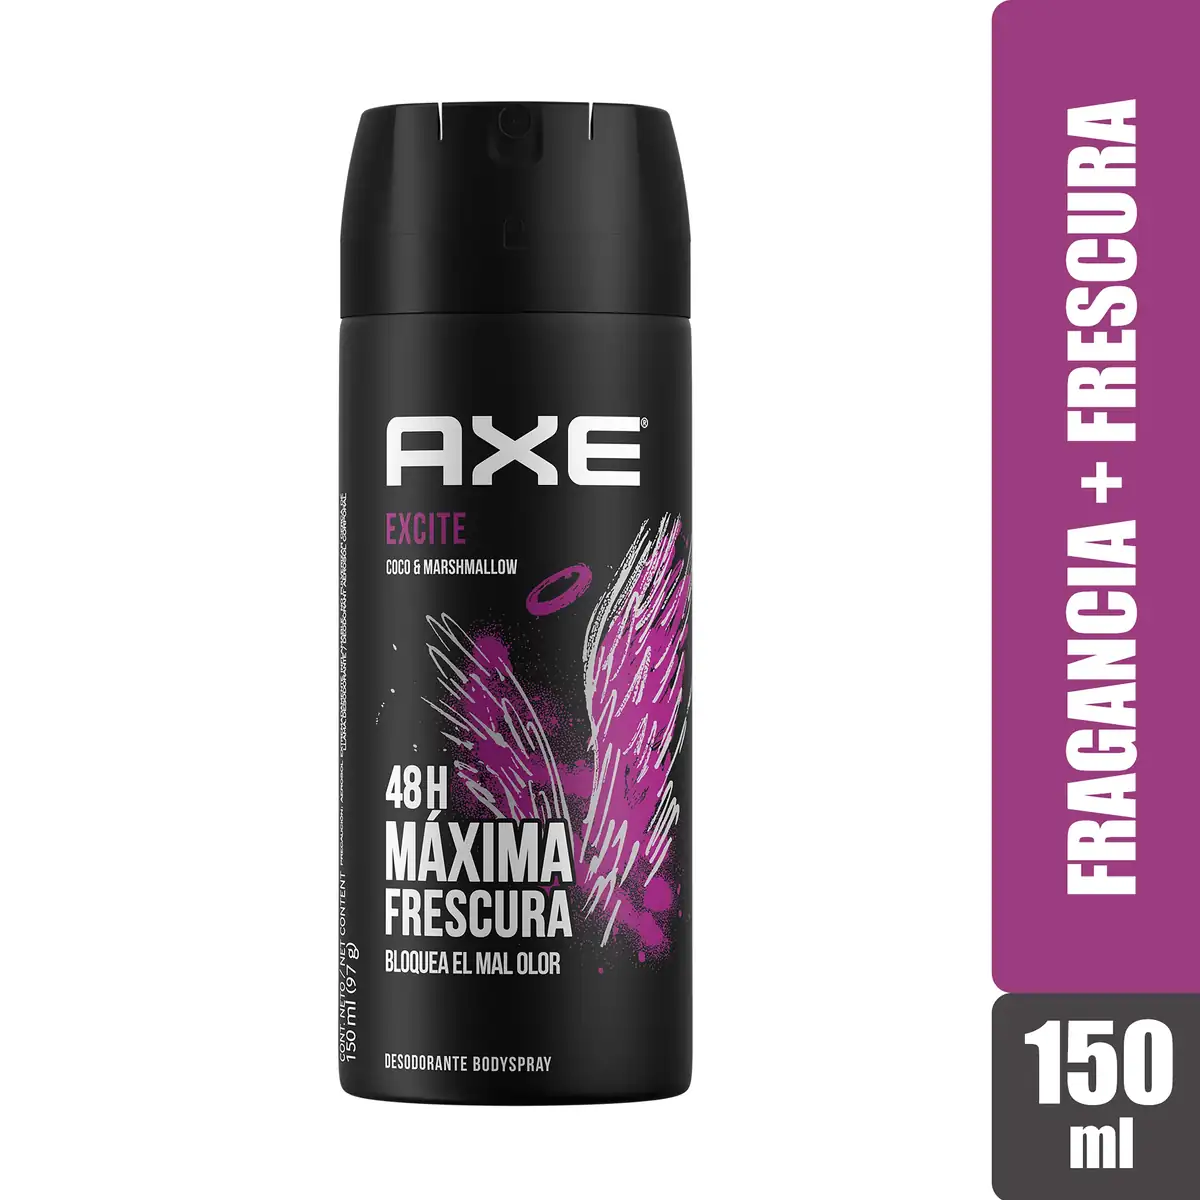 AXE®
EXCITE
COCO & MARSHMALLOW
48H
MÁXIMA
FRESCURA
BLOQUEA EL MAL OLOR
DESODORANTE BODYSPRAY
CONT. NETO / NET CONTENT
150 ml (97 g)
FRAGANCIA + FRESCURA
150
ml